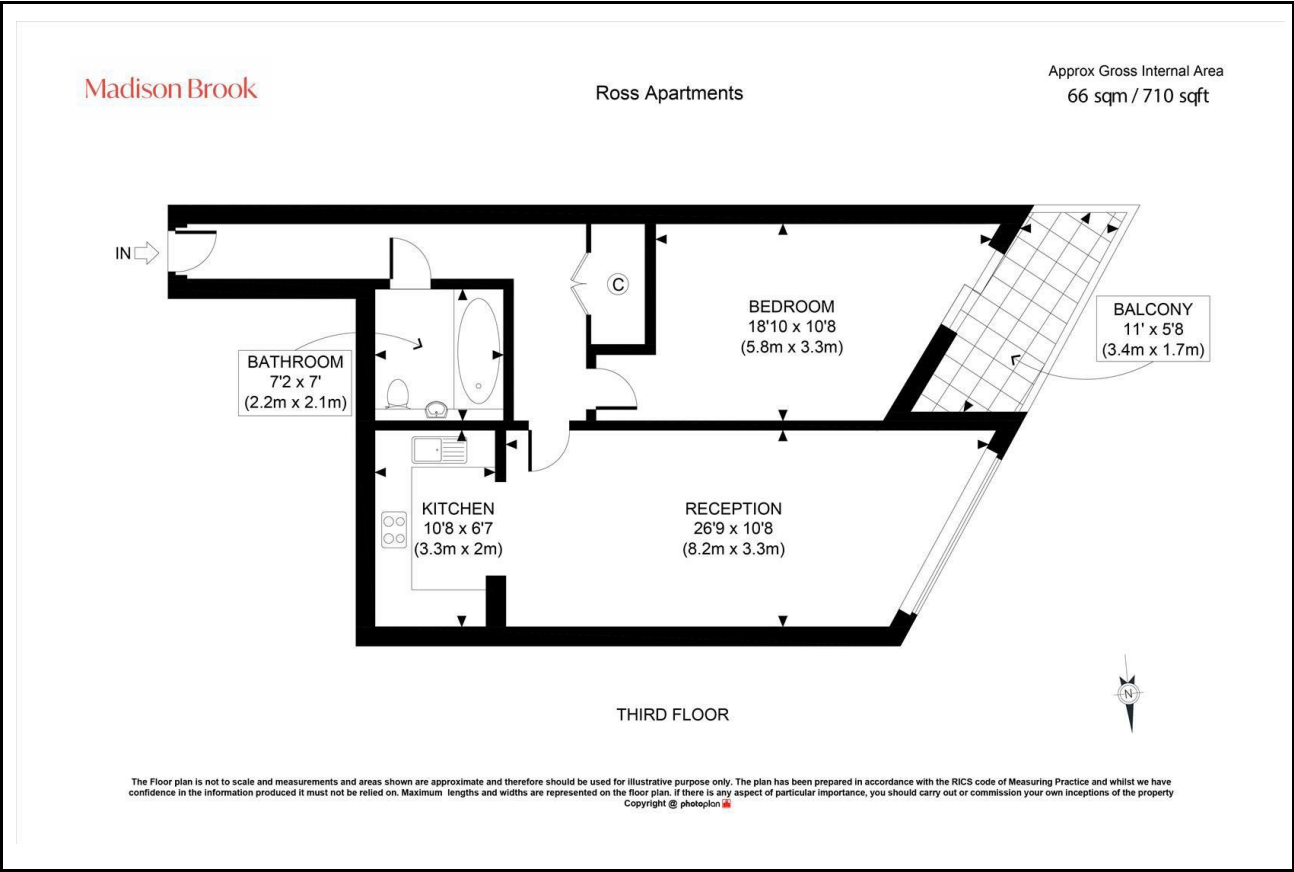 Madison Brook
Ross Apartments
Approx Gross Internal Area
66 sqm / 710 sqft
IN
C
BEDROOM
18'10 x 10'8
(5.8m x 3.3m)
BALCONY
11' x 5'8
(3.4m x 1.7m)
BATHROOM
7'2 x 7'
(2.2m x 2.1m)
KITCHEN
10'8 x 6'7
(3.3m x 2m)
RECEPTION
26'9 x 10'8
(8.2m x 3.3m)
N
THIRD FLOOR
The Floor plan is not to scale and measurements and areas shown are approximate and therefore should be used for illustrative purpose only. The plan has been prepared in accordance with the RICS code of Measuring Practice and whilst we have
confidence in the information produced it must not be relied on. Maximum lengths and widths are represented on the floor plan. if there is any aspect of particular importance, you should carry out or commission your own inceptions of the property
Copyright @ photoplan